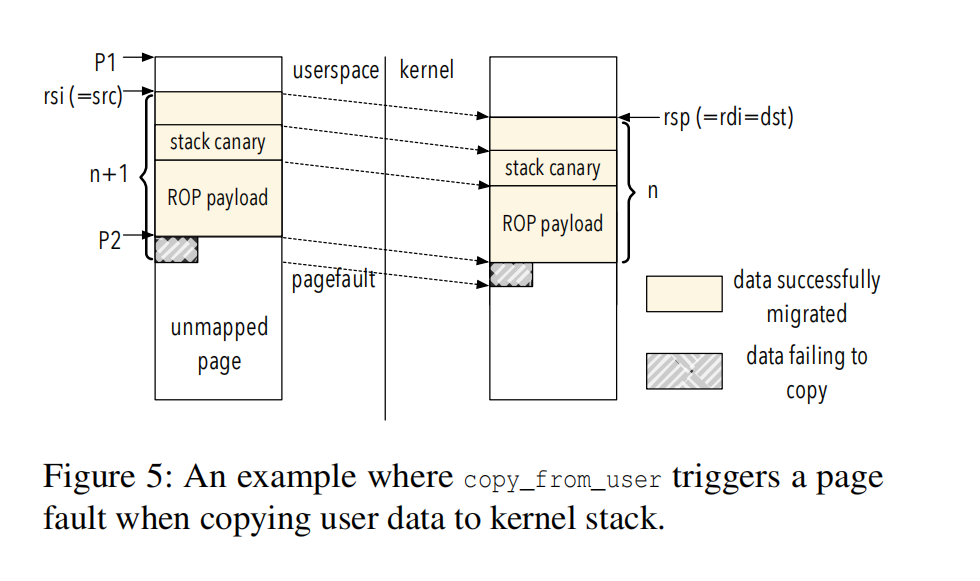 P1
userspace
kernel
rsi (=src)
rsp (=rdi=dst)
stack canary
stack canary
n+1
n
ROP payload
ROP payload
P2
pagefault
data successfully
migrated
unmapped
page
data failing to
copy
Figure 5: An example where copy_from_user triggers a page
fault when copying user data to kernel stack.